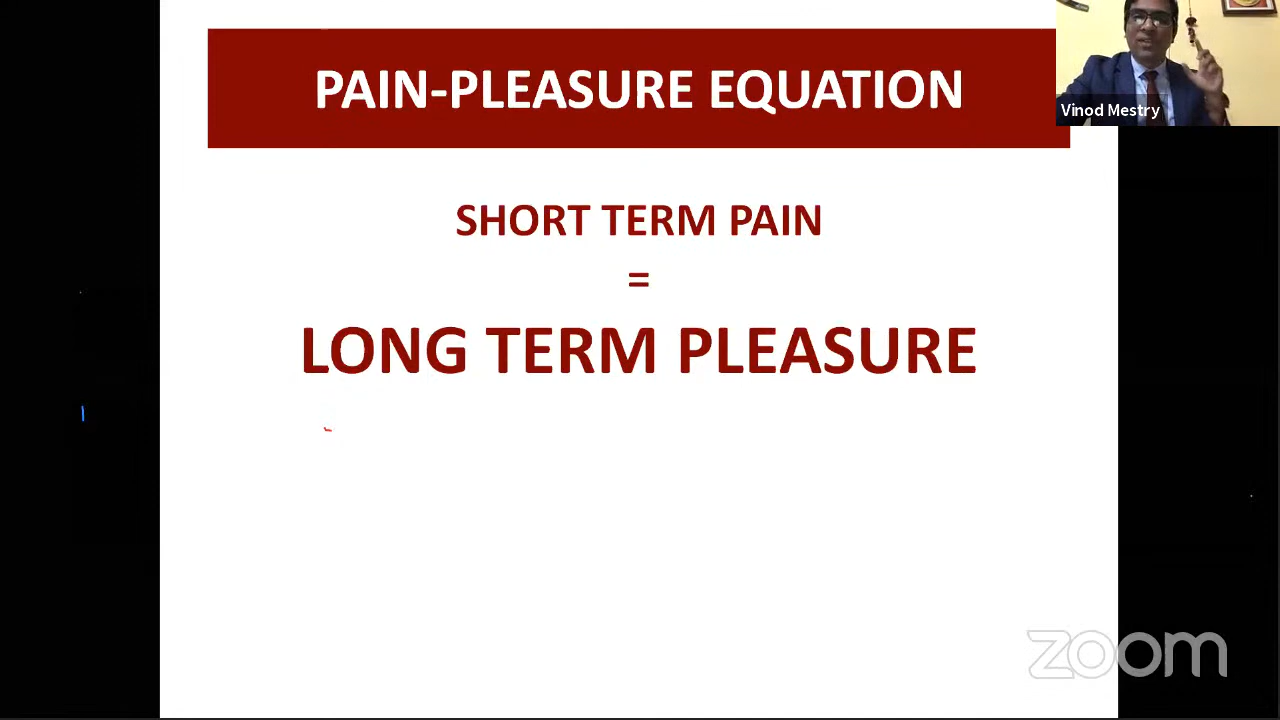 PAIN-PLEASURE EQUATION
Vinod Mestry
SHORT TERM PAIN
=
LONG TERM PLEASURE
zoom